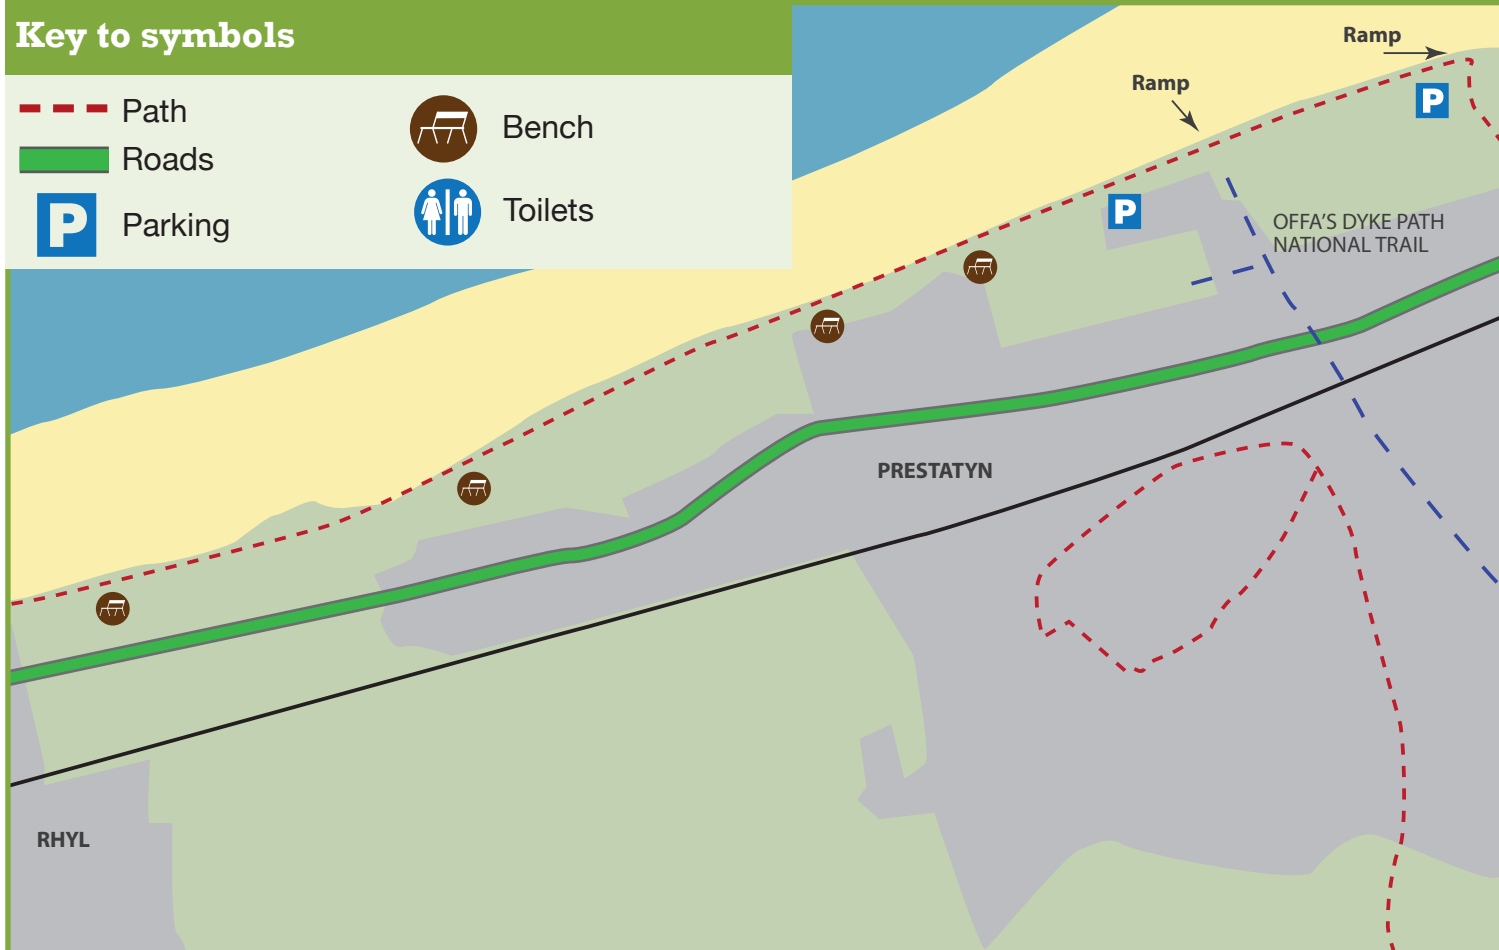 Key to symbols
Path
Roads
P Parking
Bench
Toilets
Ramp
Ramp
P
P
OFFA'S DYKE PATH
NATIONAL TRAIL
PRESTATYN
RHYL